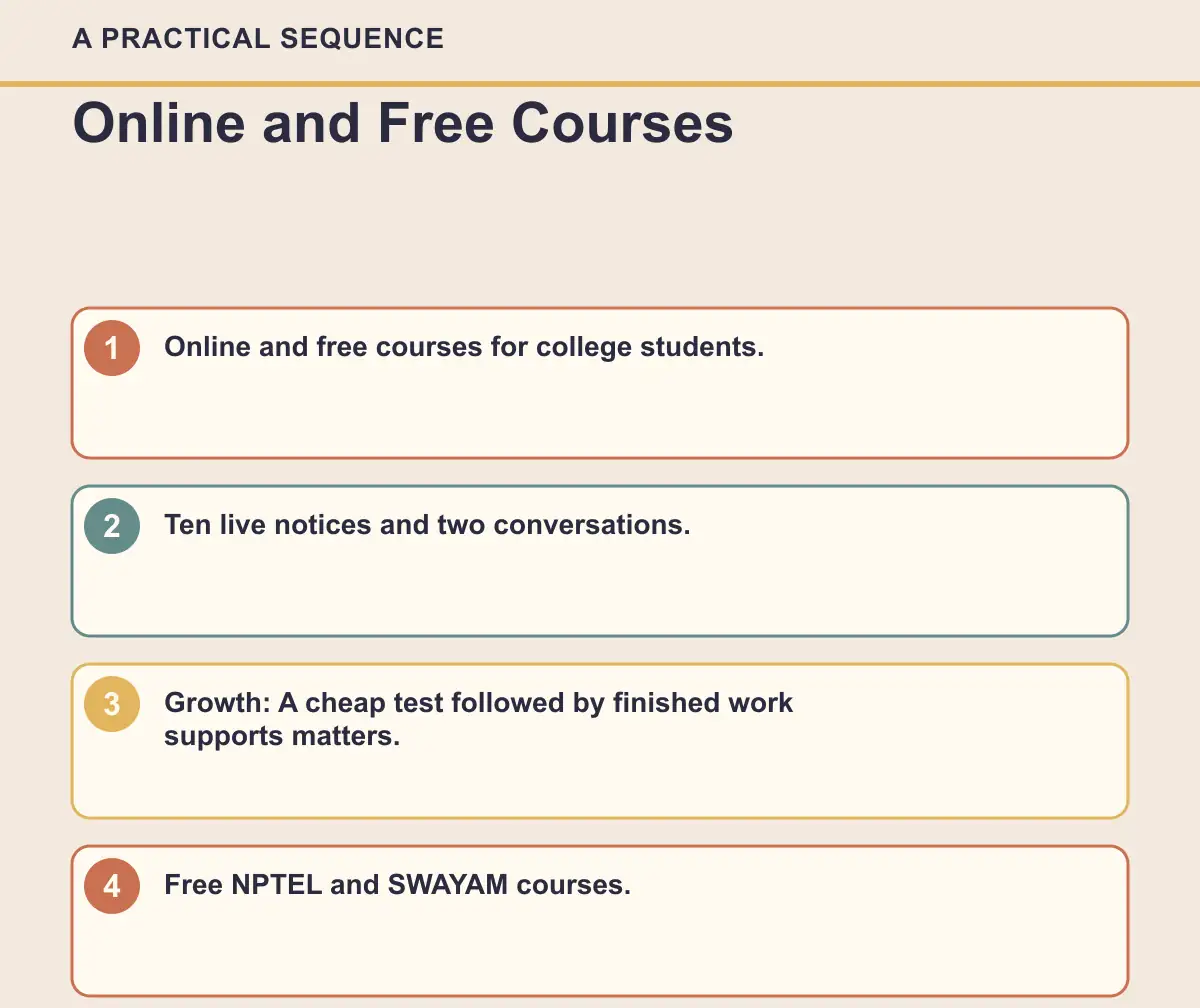 A PRACTICAL SEQUENCE
Online and Free Courses
1
Online and free courses for college students.
2
Ten live notices and two conversations.
3
Growth: A cheap test followed by finished work
supports matters.
4
Free NPTEL and SWAYAM courses.